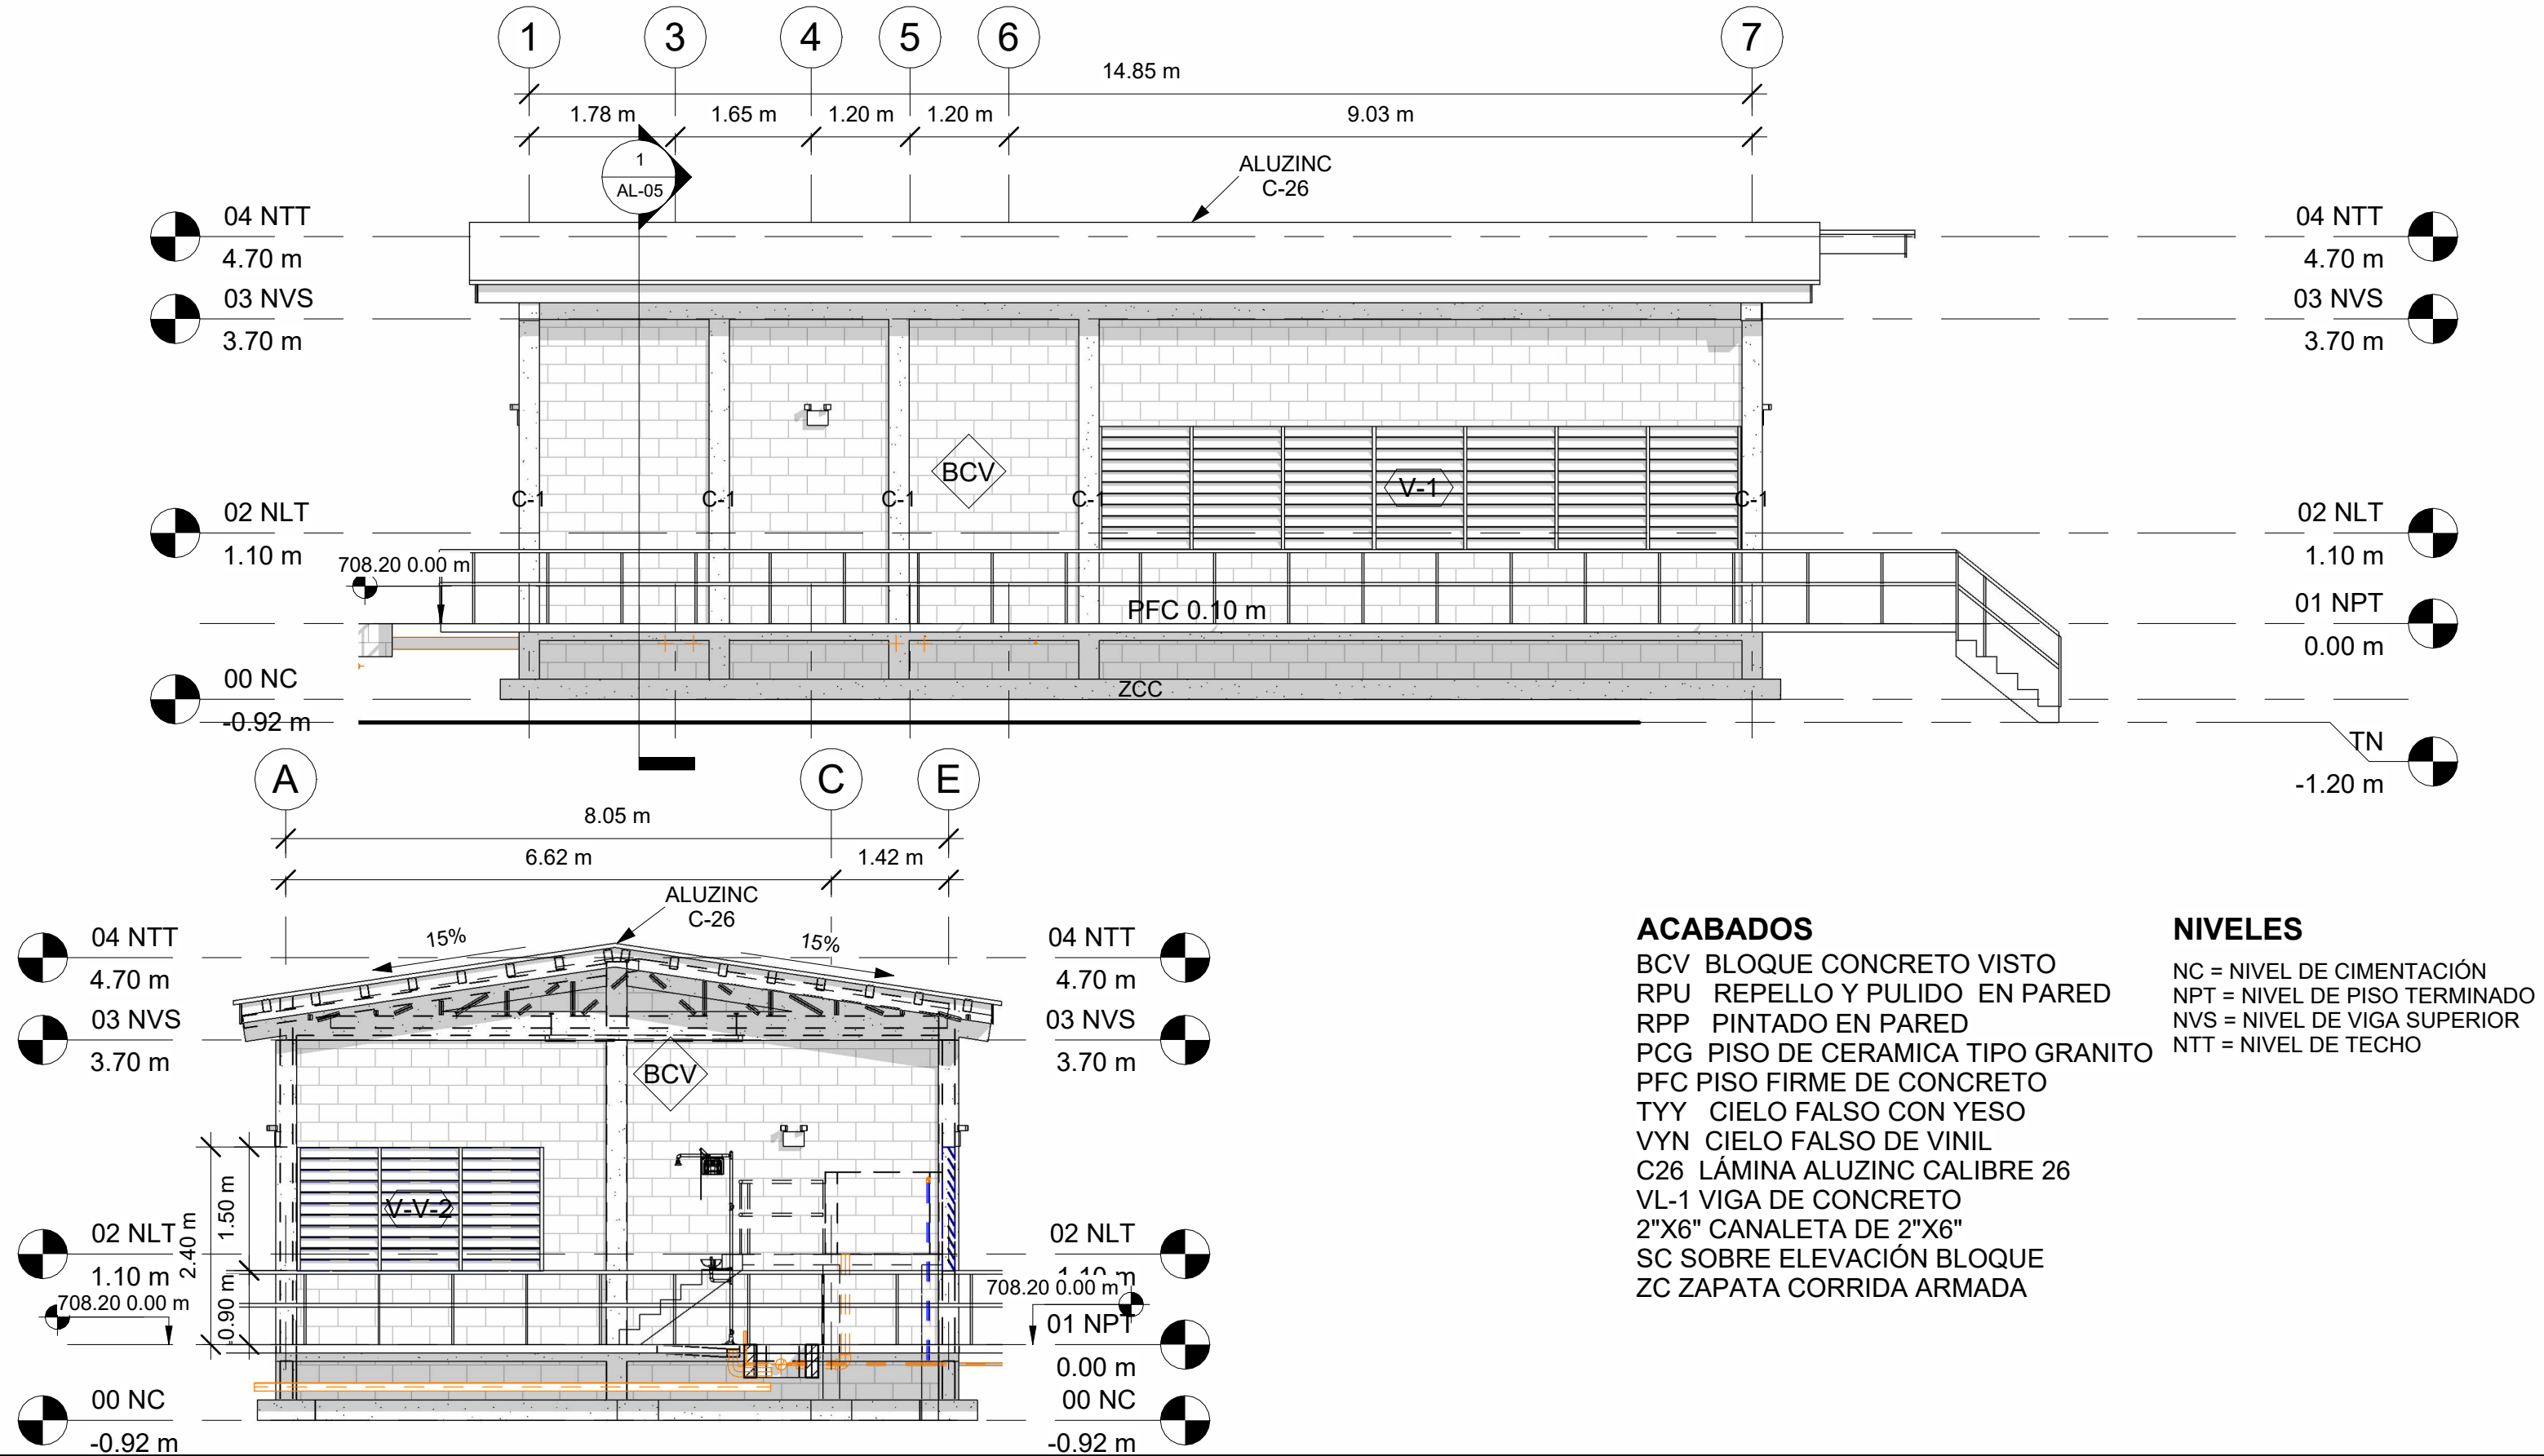 1 3 4 5 6 7
14.85 m
1.78 m 1.65 m 1.20 m 1.20 m 9.03 m
1
AL-05
ALUZINC
C-26
04 NTT
4.70 m
03 NVS
3.70 m
04 NTT
4.70 m
03 NVS
3.70 m
BCV
V-1
C-1 C-1 C-1 C-1 C-1
02 NLT
1.10 m
02 NLT
1.10 m
708.20 0.00 m
PFC 0.10 m
01 NPT
0.00 m
00 NC
-0.92 m
ZCC
TN
-1.20 m
A C E
8.05 m
6.62 m 1.42 m
ALUZINC
C-26
15% 15%
04 NTT
4.70 m
03 NVS
3.70 m
04 NTT
4.70 m
03 NVS
3.70 m
BCV
V-V-2
2.40 m
1.50 m
0.90 m
02 NLT
1.10 m
02 NLT
1.10 m
708.20 0.00 m
708.20 0.00 m
01 NPT
0.00 m
00 NC
-0.92 m
00 NC
-0.92 m
ACABADOS
BCV BLOQUE CONCRETO VISTO
RPU REPELLO Y PULIDO EN PARED
RPP PINTADO EN PARED
PCG PISO DE CERAMICA TIPO GRANITO
PFC PISO FIRME DE CONCRETO
TYY CIELO FALSO CON YESO
VYN CIELO FALSO DE VINIL
C26 LÁMINA ALUZINC CALIBRE 26
VL-1 VIGA DE CONCRETO
2"X6" CANALETA DE 2"X6"
SC SOBRE ELEVACIÓN BLOQUE
ZC ZAPATA CORRIDA ARMADA
NIVELES
NC = NIVEL DE CIMENTACIÓN
NPT = NIVEL DE PISO TERMINADO
NVS = NIVEL DE VIGA SUPERIOR
NTT = NIVEL DE TECHO